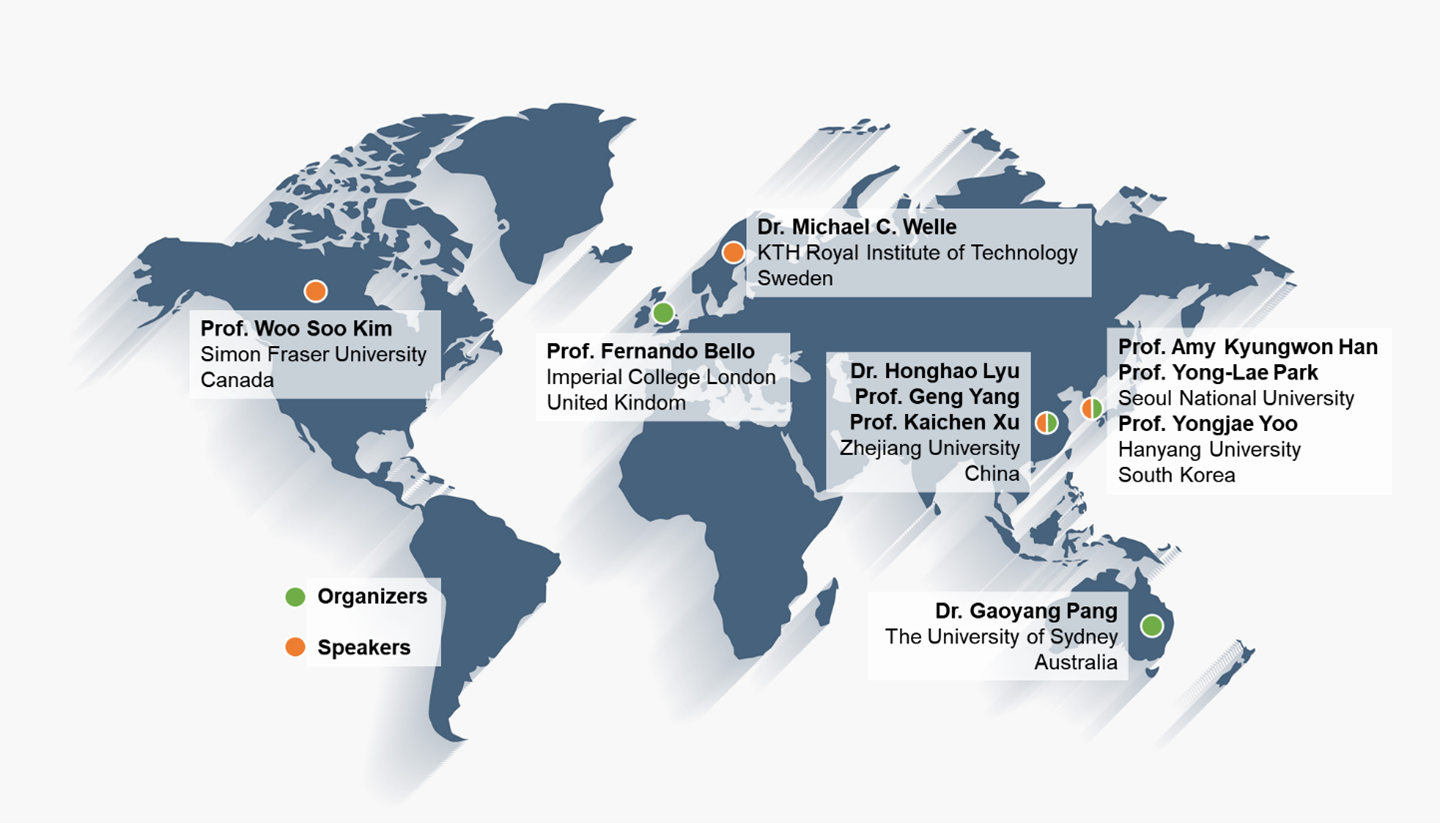 Dr. Michael C. Welle
KTH Royal Institute of Technology
Sweden
Prof. Woo Soo Kim
Simon Fraser University
Canada
Prof. Fernando Bello
Imperial College London
United Kindom
Dr. Honghao Lyu
Prof. Geng Yang
Prof. Kaichen Xu
Zhejiang University
China
Prof. Amy Kyungwon Han
Prof. Yong-Lae Park
Seoul National University
Prof. Yongjae Yoo
Hanyang University
South Korea
Organizers
Speakers
Dr. Gaoyang Pang
The University of Sydney
Australia